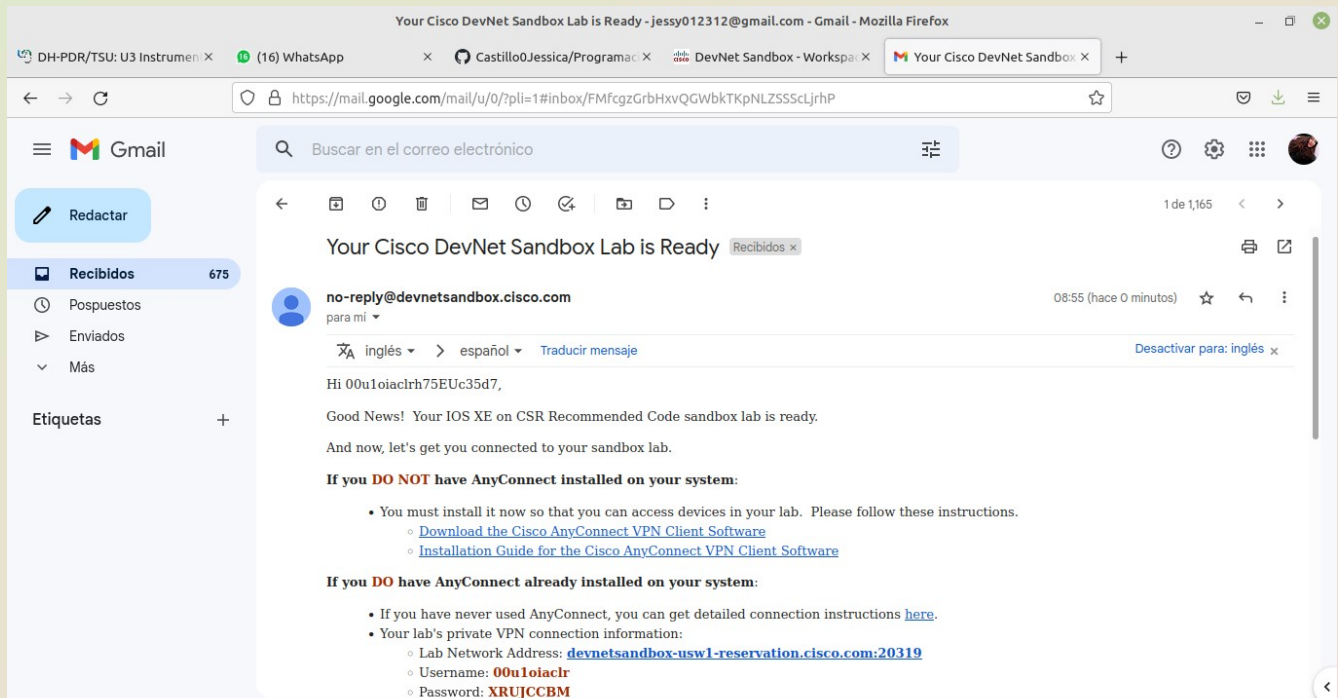 Your Cisco DevNet Sandbox Lab is Ready - jessy012312@gmail.com - Gmail - Mozilla Firefox
DH-PDR/TSU: U3 Instrumen
(16) WhatsApp
Castillo0Jessica/Programaci
DevNet Sandbox - Workspac
Your Cisco DevNet Sandbox
https://mail.google.com/mail/u/0/?pli=1#inbox/FMfcgzGrbHxvQGWbkTKpNLZSSScLjrhP
Gmail
Buscar en el correo electrónico
Redactar
1 de 1,165
Your Cisco DevNet Sandbox Lab is Ready
Recibidos ×
Recibidos 675
Pospuestos
Enviados
Más
Etiquetas
no-reply@devnetsandbox.cisco.com
08:55 (hace 0 minutos)
para mí
inglés > español Traducir mensaje
Desactivar para: inglés ×
Hi 00u1oiaclrh75EUc35d7,
Good News! Your IOS XE on CSR Recommended Code sandbox lab is ready.
And now, let's get you connected to your sandbox lab.
If you DO NOT have AnyConnect installed on your system:
• You must install it now so that you can access devices in your lab. Please follow these instructions.
◦ Download the Cisco AnyConnect VPN Client Software
◦ Installation Guide for the Cisco AnyConnect VPN Client Software
If you DO have AnyConnect already installed on your system:
• If you have never used AnyConnect, you can get detailed connection instructions here.
• Your lab's private VPN connection information:
◦ Lab Network Address: devnetsandbox-usw1-reservation.cisco.com:20319
◦ Username: 00u1oiaclr
◦ Password: XRUJCCBM